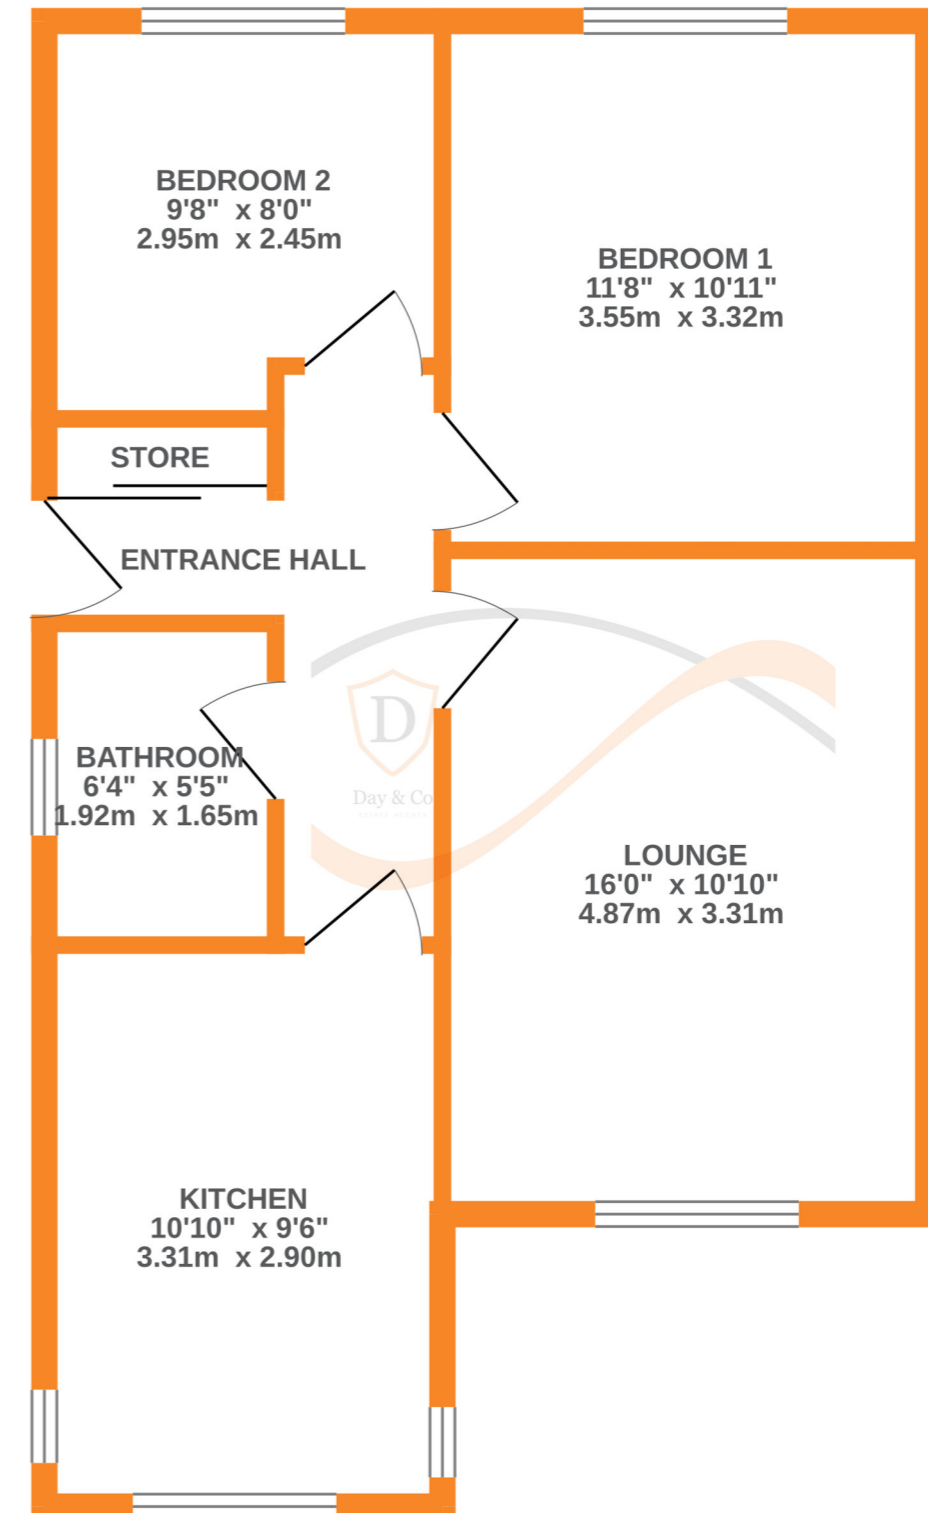 BEDROOM 2
9'8" x 8'0"
2.95m x 2.45m
BEDROOM 1
11'8" x 10'11"
3.55m x 3.32m
STORE
ENTRANCE HALL
D
Day & Co
BATHROOM
6'4" x 5'5"
1.92m x 1.65m
LOUNGE
16'0" x 10'10"
4.87m x 3.31m
KITCHEN
10'10" x 9'6"
3.31m x 2.90m